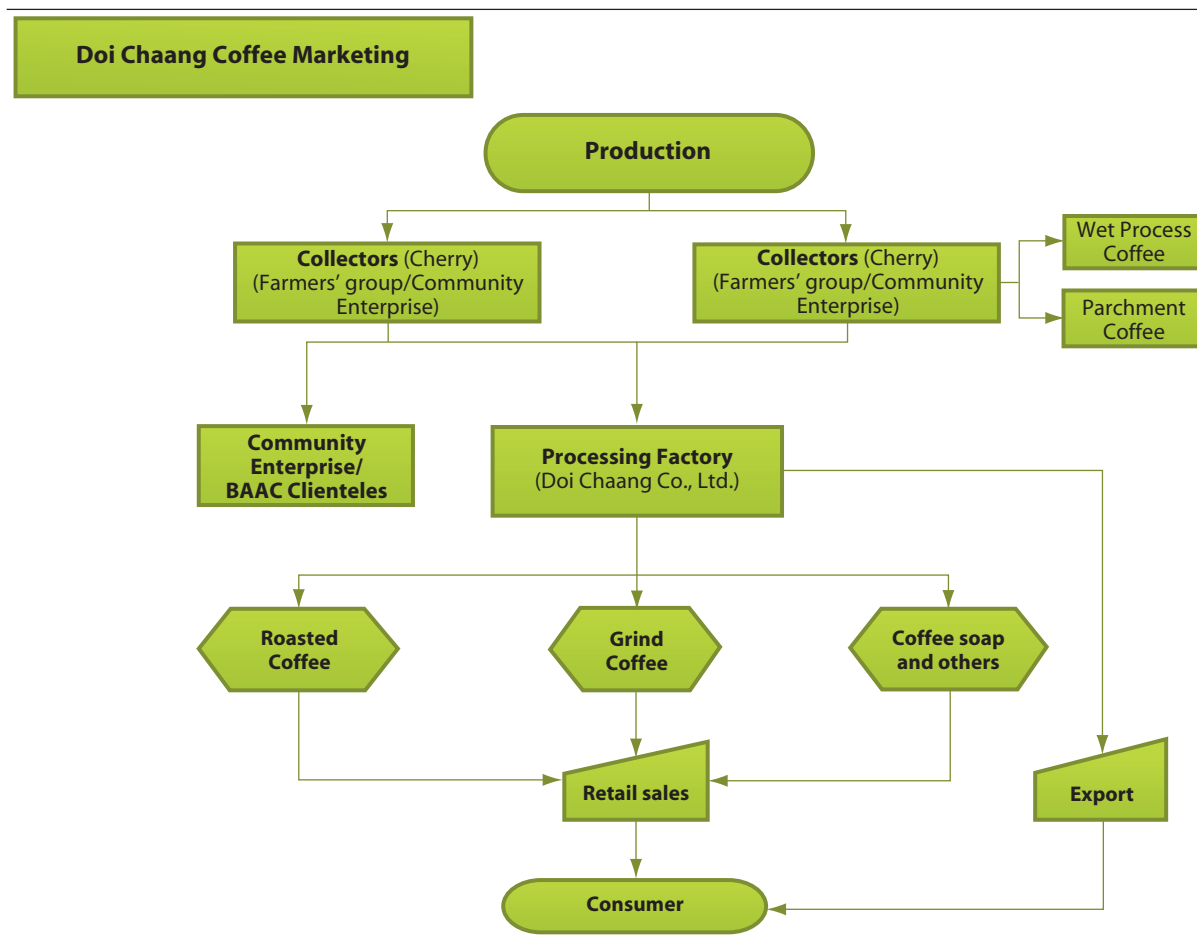 Doi Chaang Coffee Marketing
Production
Collectors (Cherry)
(Farmers' group/Community
Enterprise)
Collectors (Cherry)
(Farmers' group/Community
Enterprise)
Wet Process
Coffee
Parchment
Coffee
Community
Enterprise/
BAAC Clienteles
Processing Factory
(Doi Chaang Co., Ltd.)
Roasted
Coffee
Grind
Coffee
Coffee soap
and others
Retail sales
Export
Consumer